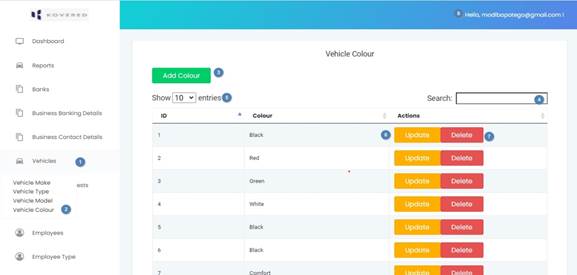 KOVERED
Hello, modibapotego@gmail.com !
Dashboard
Reports
Banks
Business Banking Details
Business Contact Details
Vehicles 1
Vehicle Make
ests
Vehicle Type
Vehicle Model
Vehicle Colour 2
Employees
Employee Type
Vehicle Colour
Add Colour 3
Show 10 entries 5
Search: 4
ID Colour Actions
1 Black 6 Update Delete 7
2 Red Update Delete
3 Green Update Delete
4 White Update Delete
5 Black Update Delete
6 Black Update Delete
7 Comfort Update Delete